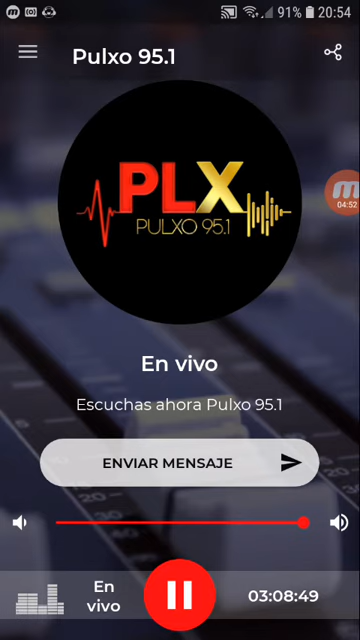 91% 20:54
Pulxo 95.1
PLX
PULXO 95.1
04:52
En vivo
Escuchas ahora Pulxo 95.1
ENVIAR MENSAJE
En
vivo
03:08:49